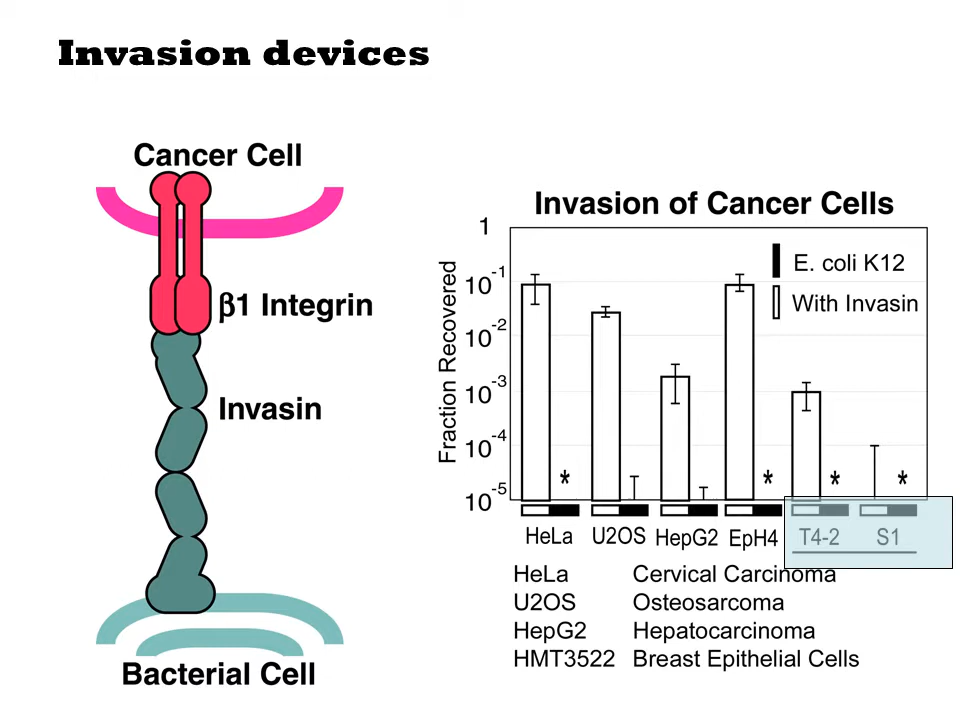 Invasion devices
Cancer Cell
β1 Integrin
Invasin
Bacterial Cell
Invasion of Cancer Cells
Fraction Recovered
1
10-1
10-2
10-3
10-4
10-5
E. coli K12
With Invasin
* * * *
HeLa U2OS HepG2 EpH4 T4-2 S1
HeLa Cervical Carcinoma
U2OS Osteosarcoma
HepG2 Hepatocarcinoma
HMT3522 Breast Epithelial Cells